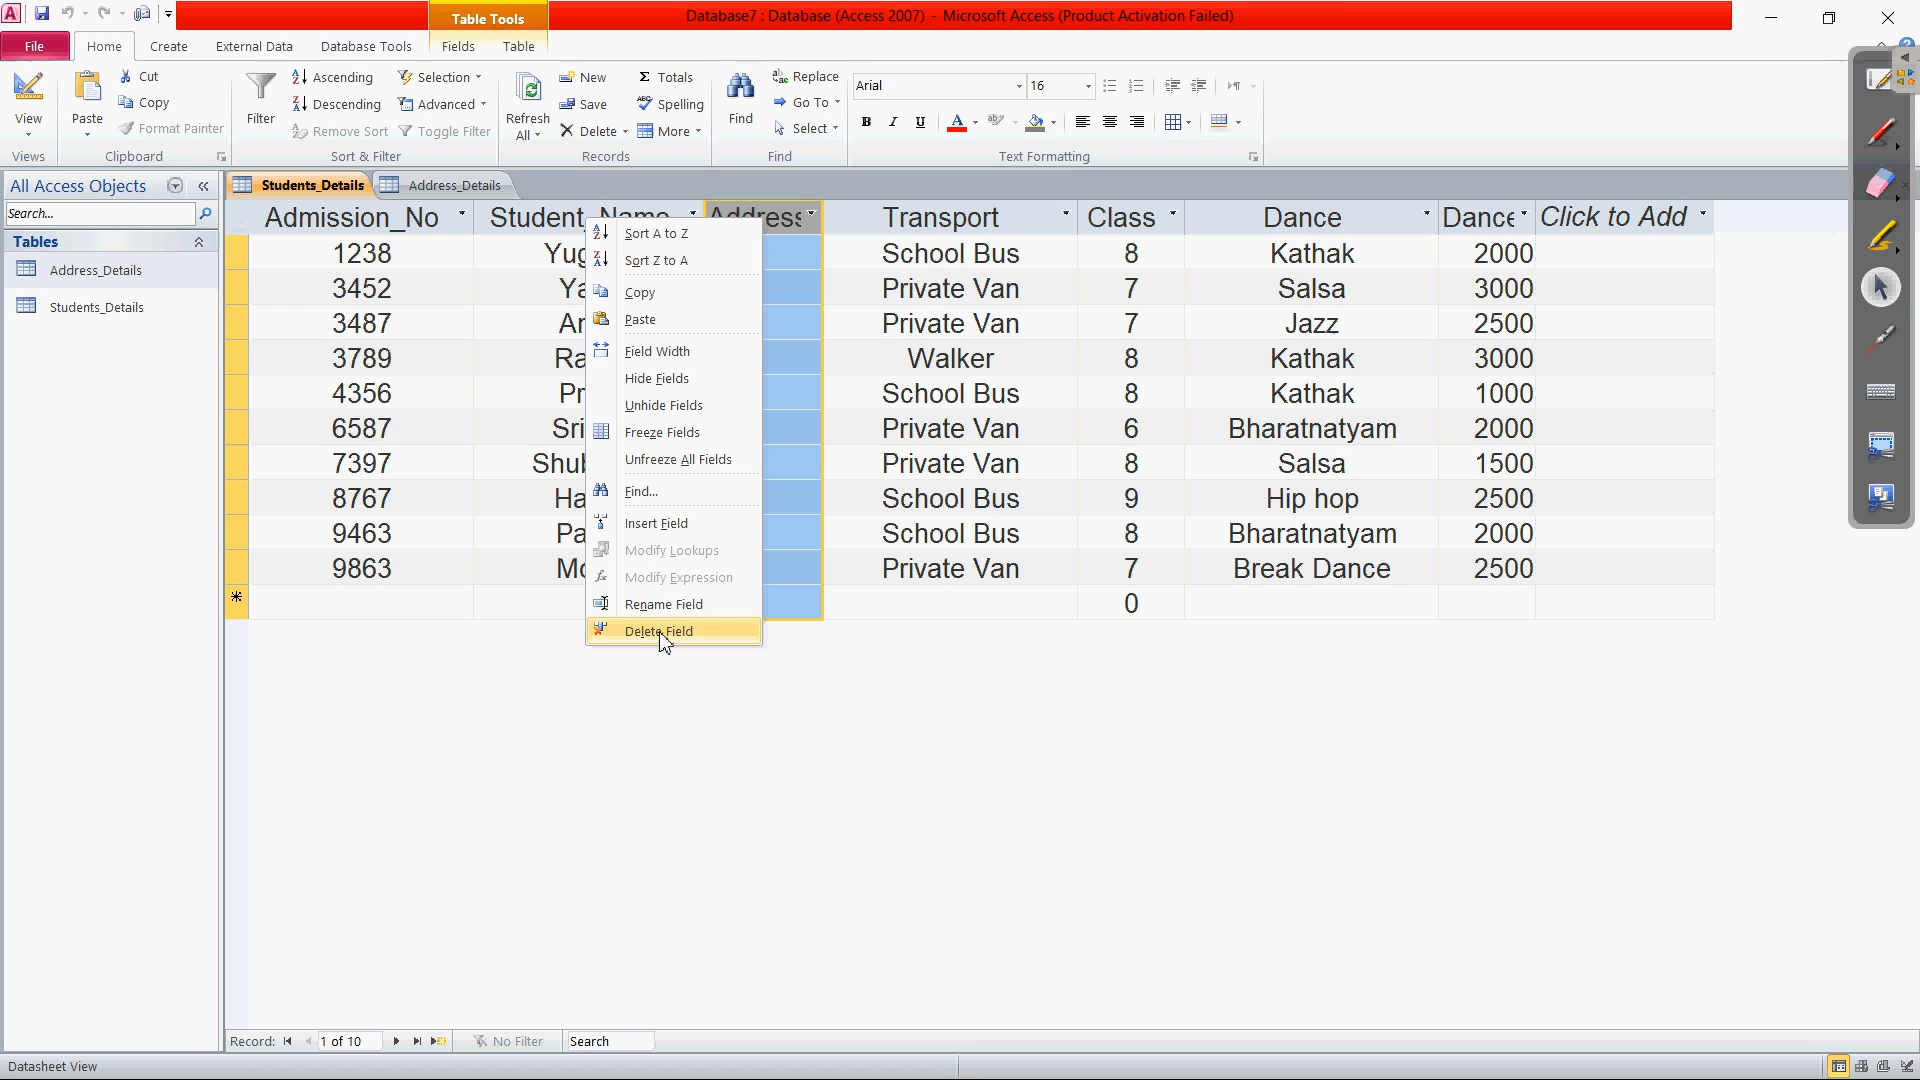 Table Tools
Database7 : Database (Access 2007) - Microsoft Access (Product Activation Failed)
File Home Create External Data Database Tools Fields Table
View
Views
Paste
Cut
Copy
Format Painter
Clipboard
Filter
Ascending
Descending
Remove Sort
Selection
Advanced
Toggle Filter
Sort & Filter
Refresh All
New
Save
Delete
Totals
Spelling
More
Records
Find
Replace
Go To
Select
Find
Arial 16
B I U A
Text Formatting
All Access Objects
Search...
Tables
Address_Details
Students_Details
Students_Details Address_Details
Admission_No Student_Name Address Transport Class Dance Dance Click to Add
1238 School Bus 8 Kathak 2000
3452 Private Van 7 Salsa 3000
3487 Private Van 7 Jazz 2500
3789 Walker 8 Kathak 3000
4356 School Bus 8 Kathak 1000
6587 Private Van 6 Bharatnatyam 2000
7397 Private Van 8 Salsa 1500
8767 School Bus 9 Hip hop 2500
9463 School Bus 8 Bharatnatyam 2000
9863 Private Van 7 Break Dance 2500
0
Sort A to Z
Sort Z to A
Copy
Paste
Field Width
Hide Fields
Unhide Fields
Freeze Fields
Unfreeze All Fields
Find...
Insert Field
Modify Lookups
Modify Expression
Rename Field
Delete Field
Record: 1 of 10 No Filter Search
Datasheet View